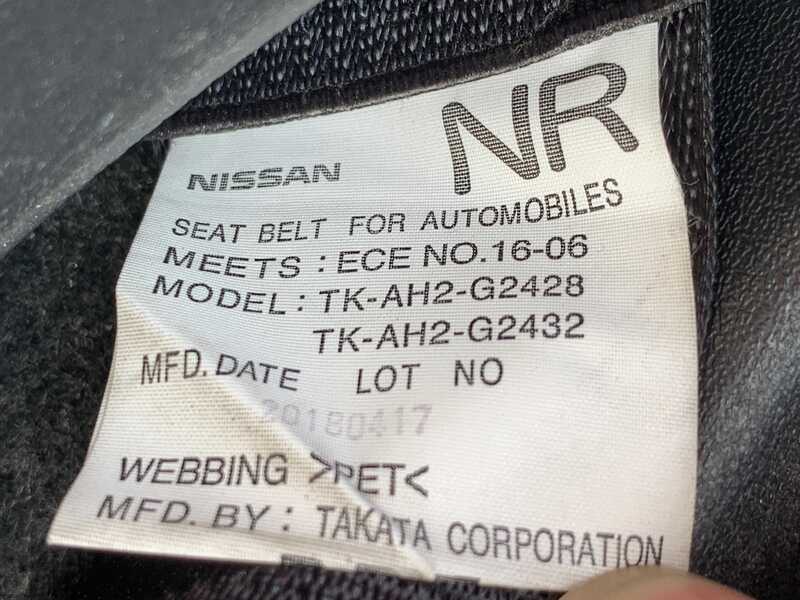 NR
NISSAN
SEAT BELT FOR AUTOMOBILES
MEETS : ECE NO.16-06
MODEL : TK-AH2-G2428
TK-AH2-G2432
MFD. DATE LOT NO
20180417
WEBBING >PET<
MFD. BY : TAKATA CORPORATION